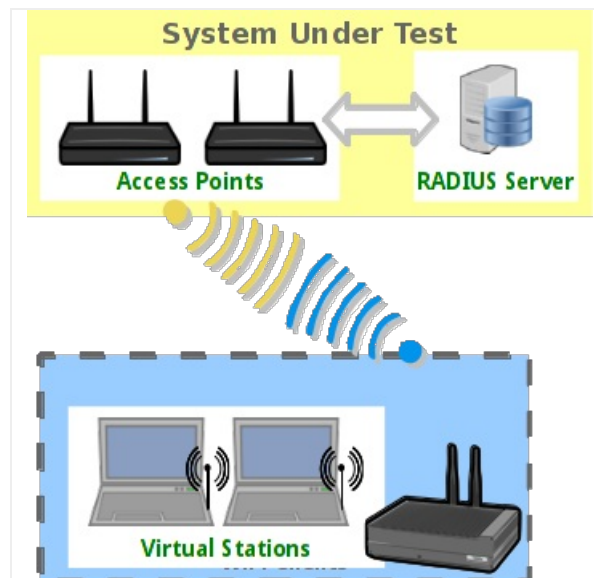 System Under Test
Access Points
RADIUS Server
Virtual Stations